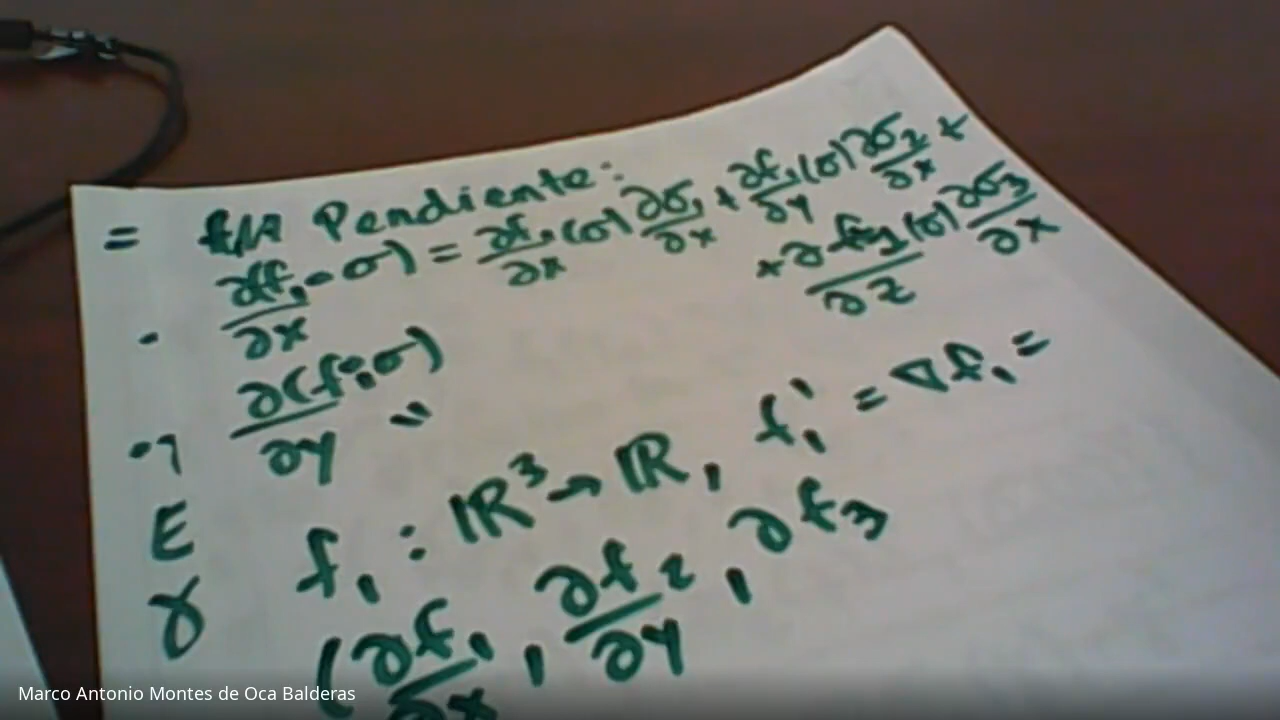 = Pendiente:
∂(f₁∘σ)/∂x = ∂f₁/∂x (σ) ∂σ₁/∂x + ∂f₁/∂y (σ) ∂σ₂/∂x +
+ ∂f₁/∂z (σ) ∂σ₃/∂x
∂(f₁∘σ)/∂y "
f₁ : ℝ³ → ℝ, f₁' = ∇f₁ =
(∂f₁/∂x, ∂f₂/∂y, ∂f₃
Marco Antonio Montes de Oca Balderas